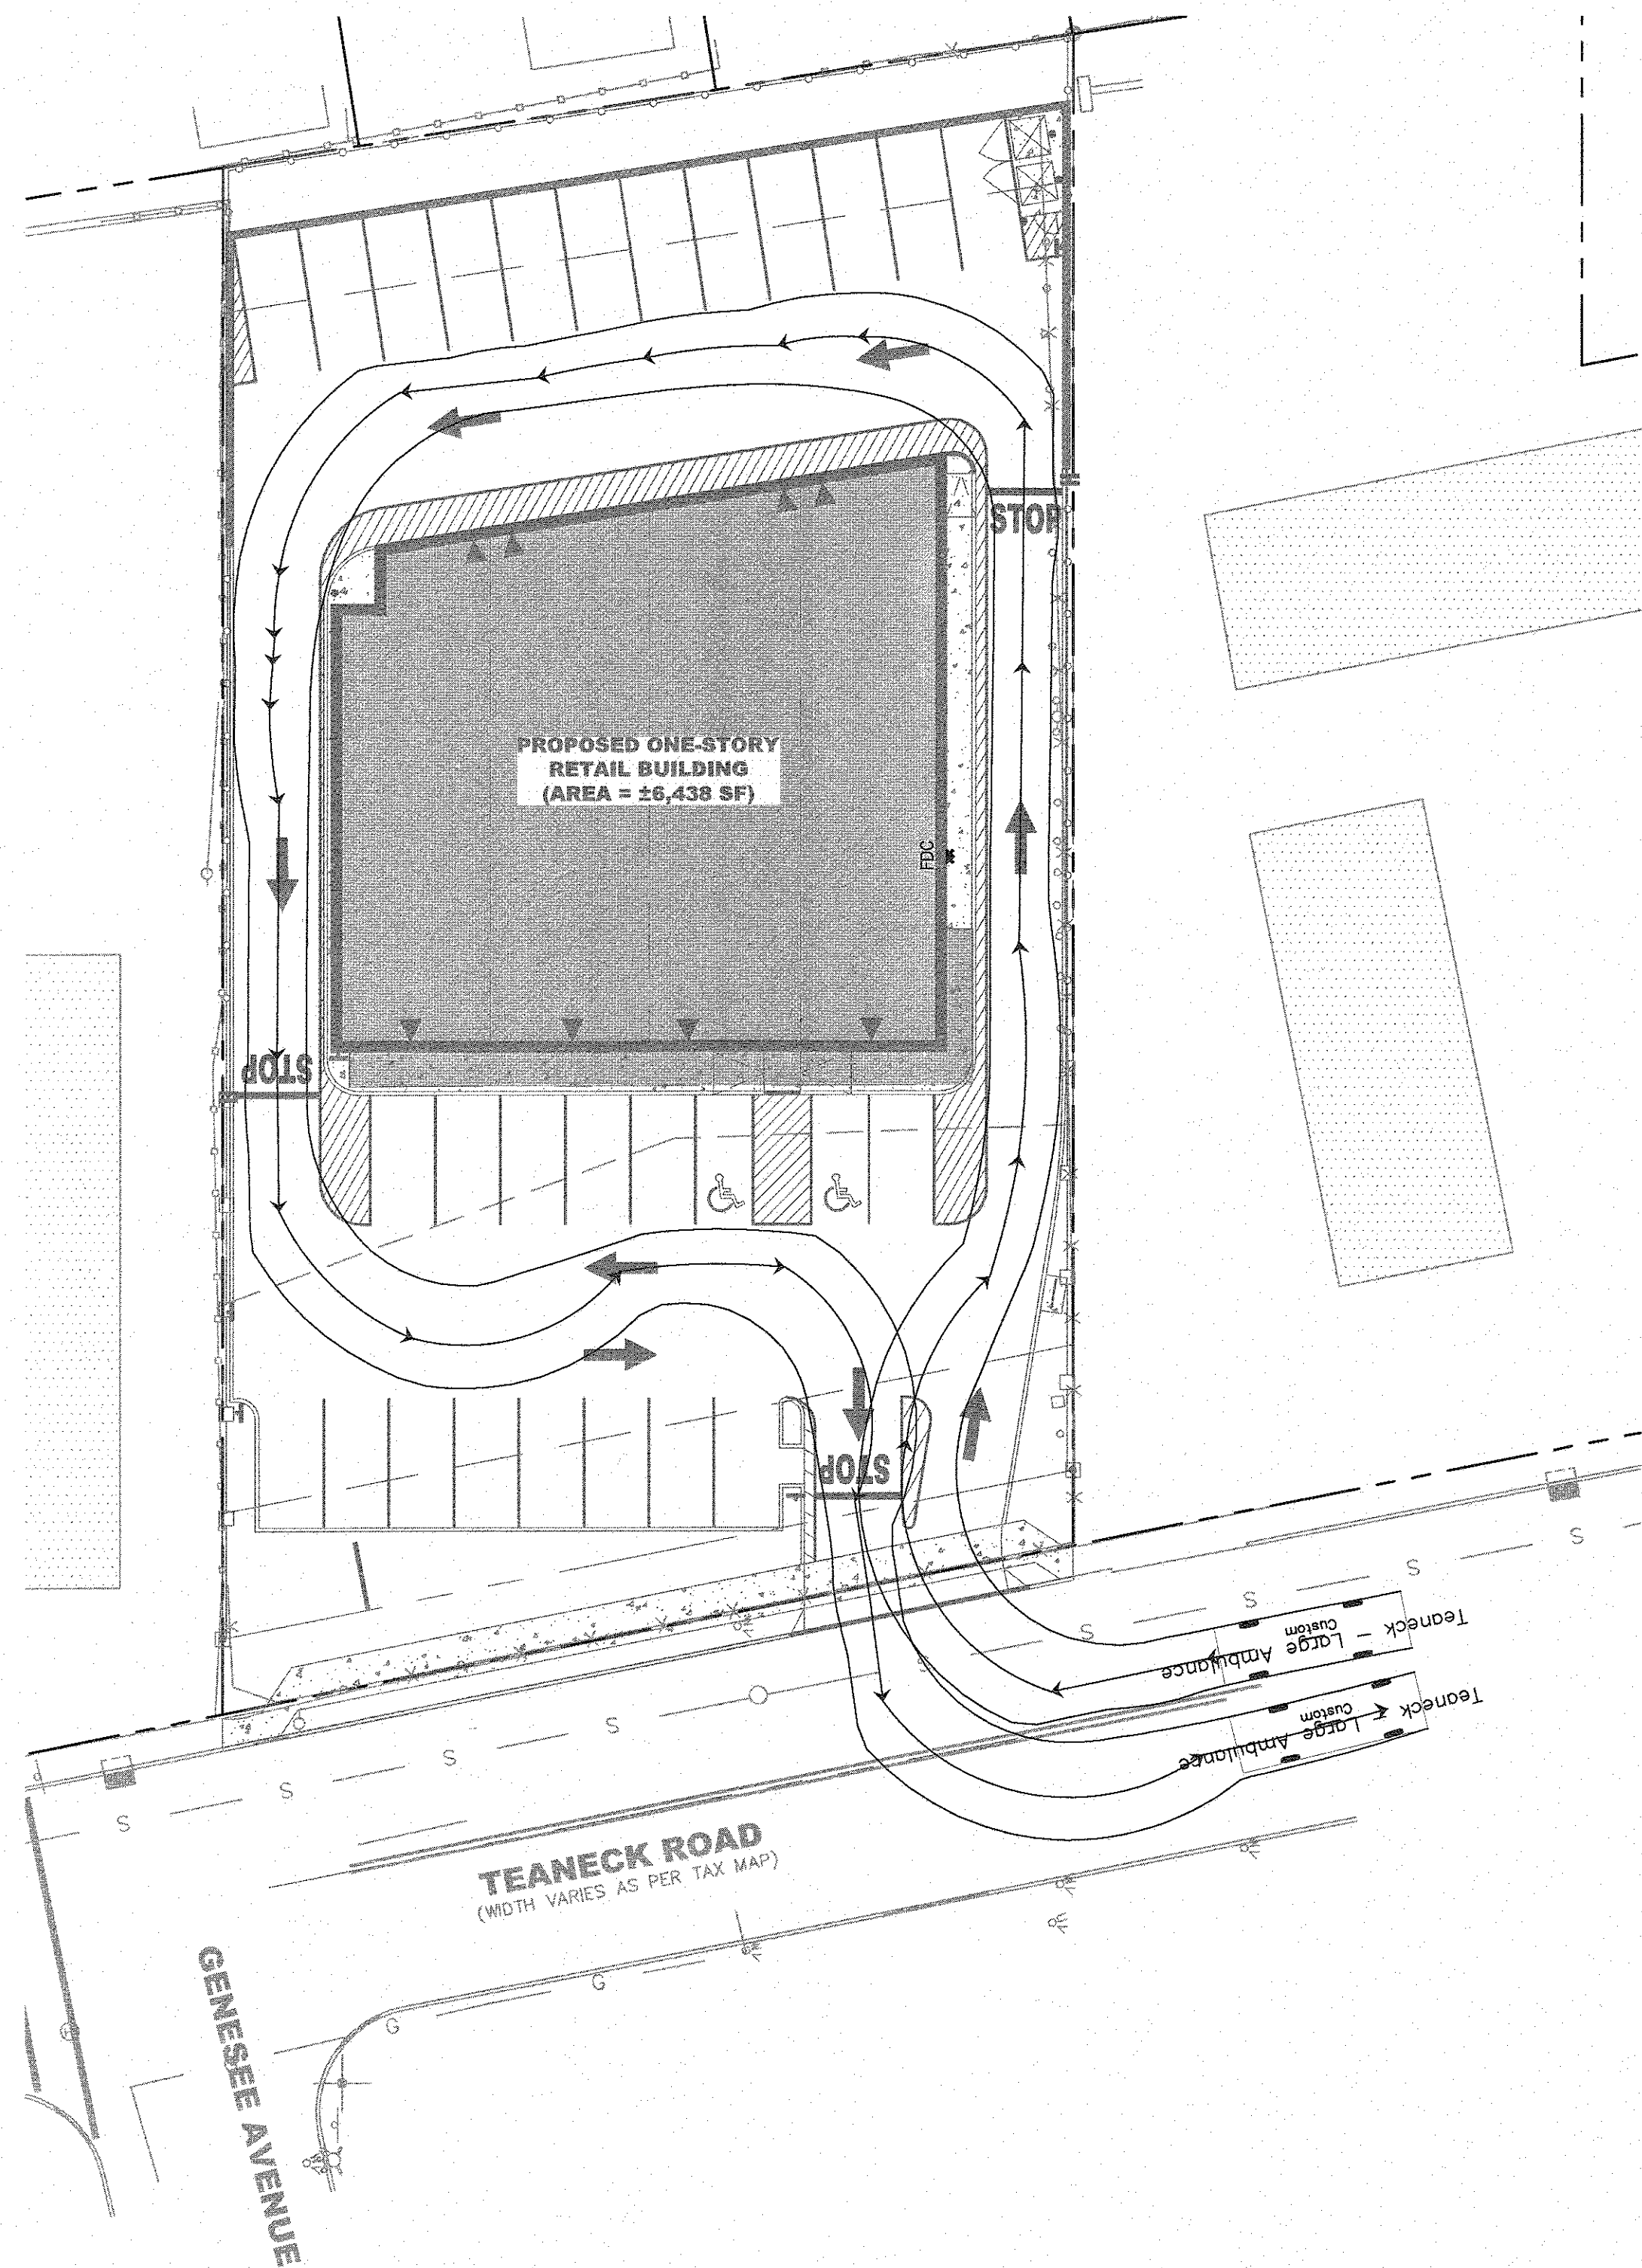 STOP
PROPOSED ONE-STORY
RETAIL BUILDING
(AREA = ±6,438 SF)
FDC
STOP
STOP
S
S
S
S
S
S
S
S
S
Teaneck - Large Ambulance
Custom
Teaneck - Large Ambulance
Custom
TEANECK ROAD
(WIDTH VARIES AS PER TAX MAP)
G
G
GENESEE AVENUE